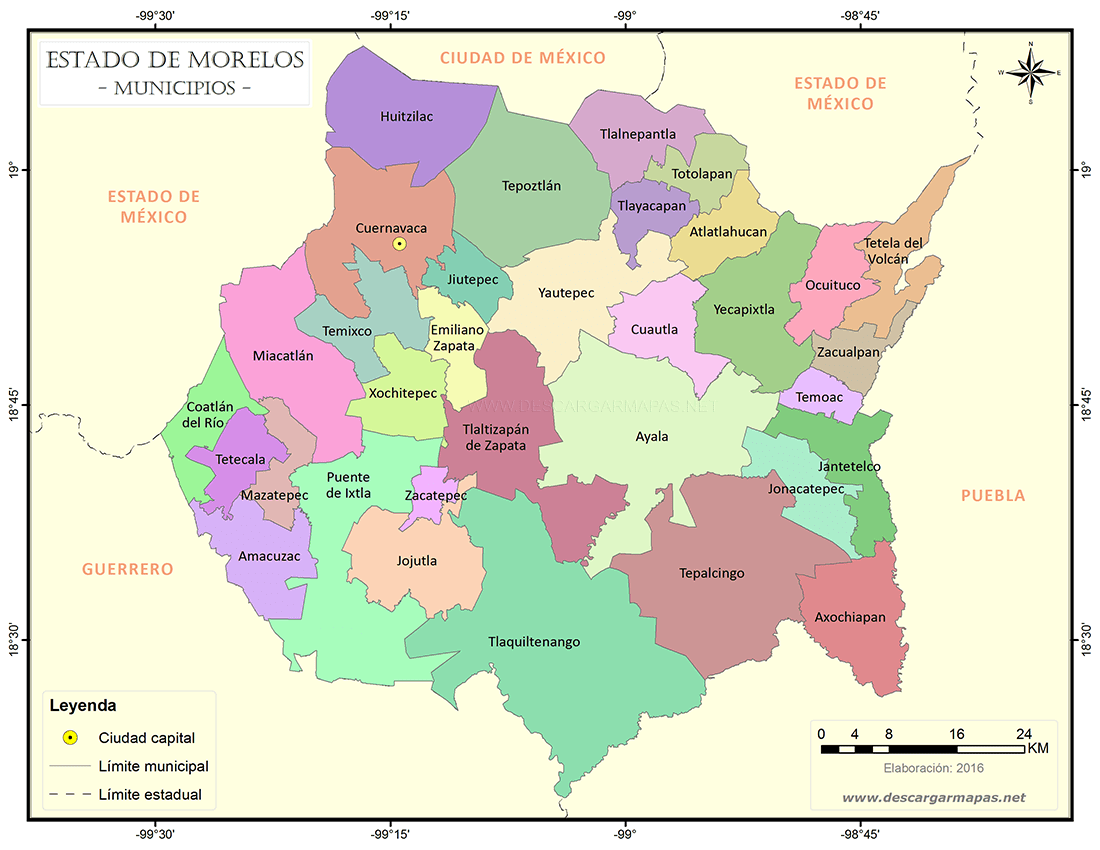 -99°30'
-99°15'
-99°
-98°45'
ESTADO DE MORELOS
- MUNICIPIOS -
CIUDAD DE MÉXICO
ESTADO DE
MÉXICO
N
W
E
S
Huitzilac
Tlalnepantla
19°
19°
Totolapan
Tepoztlán
ESTADO DE
MÉXICO
Tlayacapan
Cuernavaca
Atlatlahucan
Tetela del
Volcán
Jiutepec
Ocuituco
Yautepec
Yecapixtla
Temixco
Emiliano
Zapata
Cuautla
Miacatlán
Zacualpan
Xochitepec
Temoac
18°45'
18°45'
WWW.DESCARGARMAPAS.NET
Coatlán
del Río
Tlaltizapán
de Zapata
Ayala
Tetecala
Jantetelco
Puente
de Ixtla
Jonacatepec
Mazatepec
Zacatepec
PUEBLA
Amacuzac
Jojutla
GUERRERO
Tepalcingo
Axochiapan
18°30'
18°30'
Tlaquiltenango
Leyenda
Ciudad capital
Límite municipal
Límite estadual
0 4 8 16 24
KM
Elaboración: 2016
www.descargarmapas.net
-99°30'
-99°15'
-99°
-98°45'